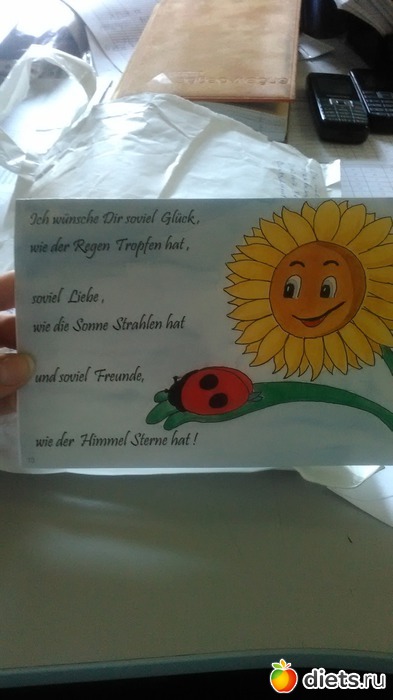 Ich wünsche Dir soviel Glück,
wie der Regen Tropfen hat,
soviel Liebe,
wie die Sonne Strahlen hat
und soviel Freunde,
wie der Himmel Sterne hat!
diets.ru